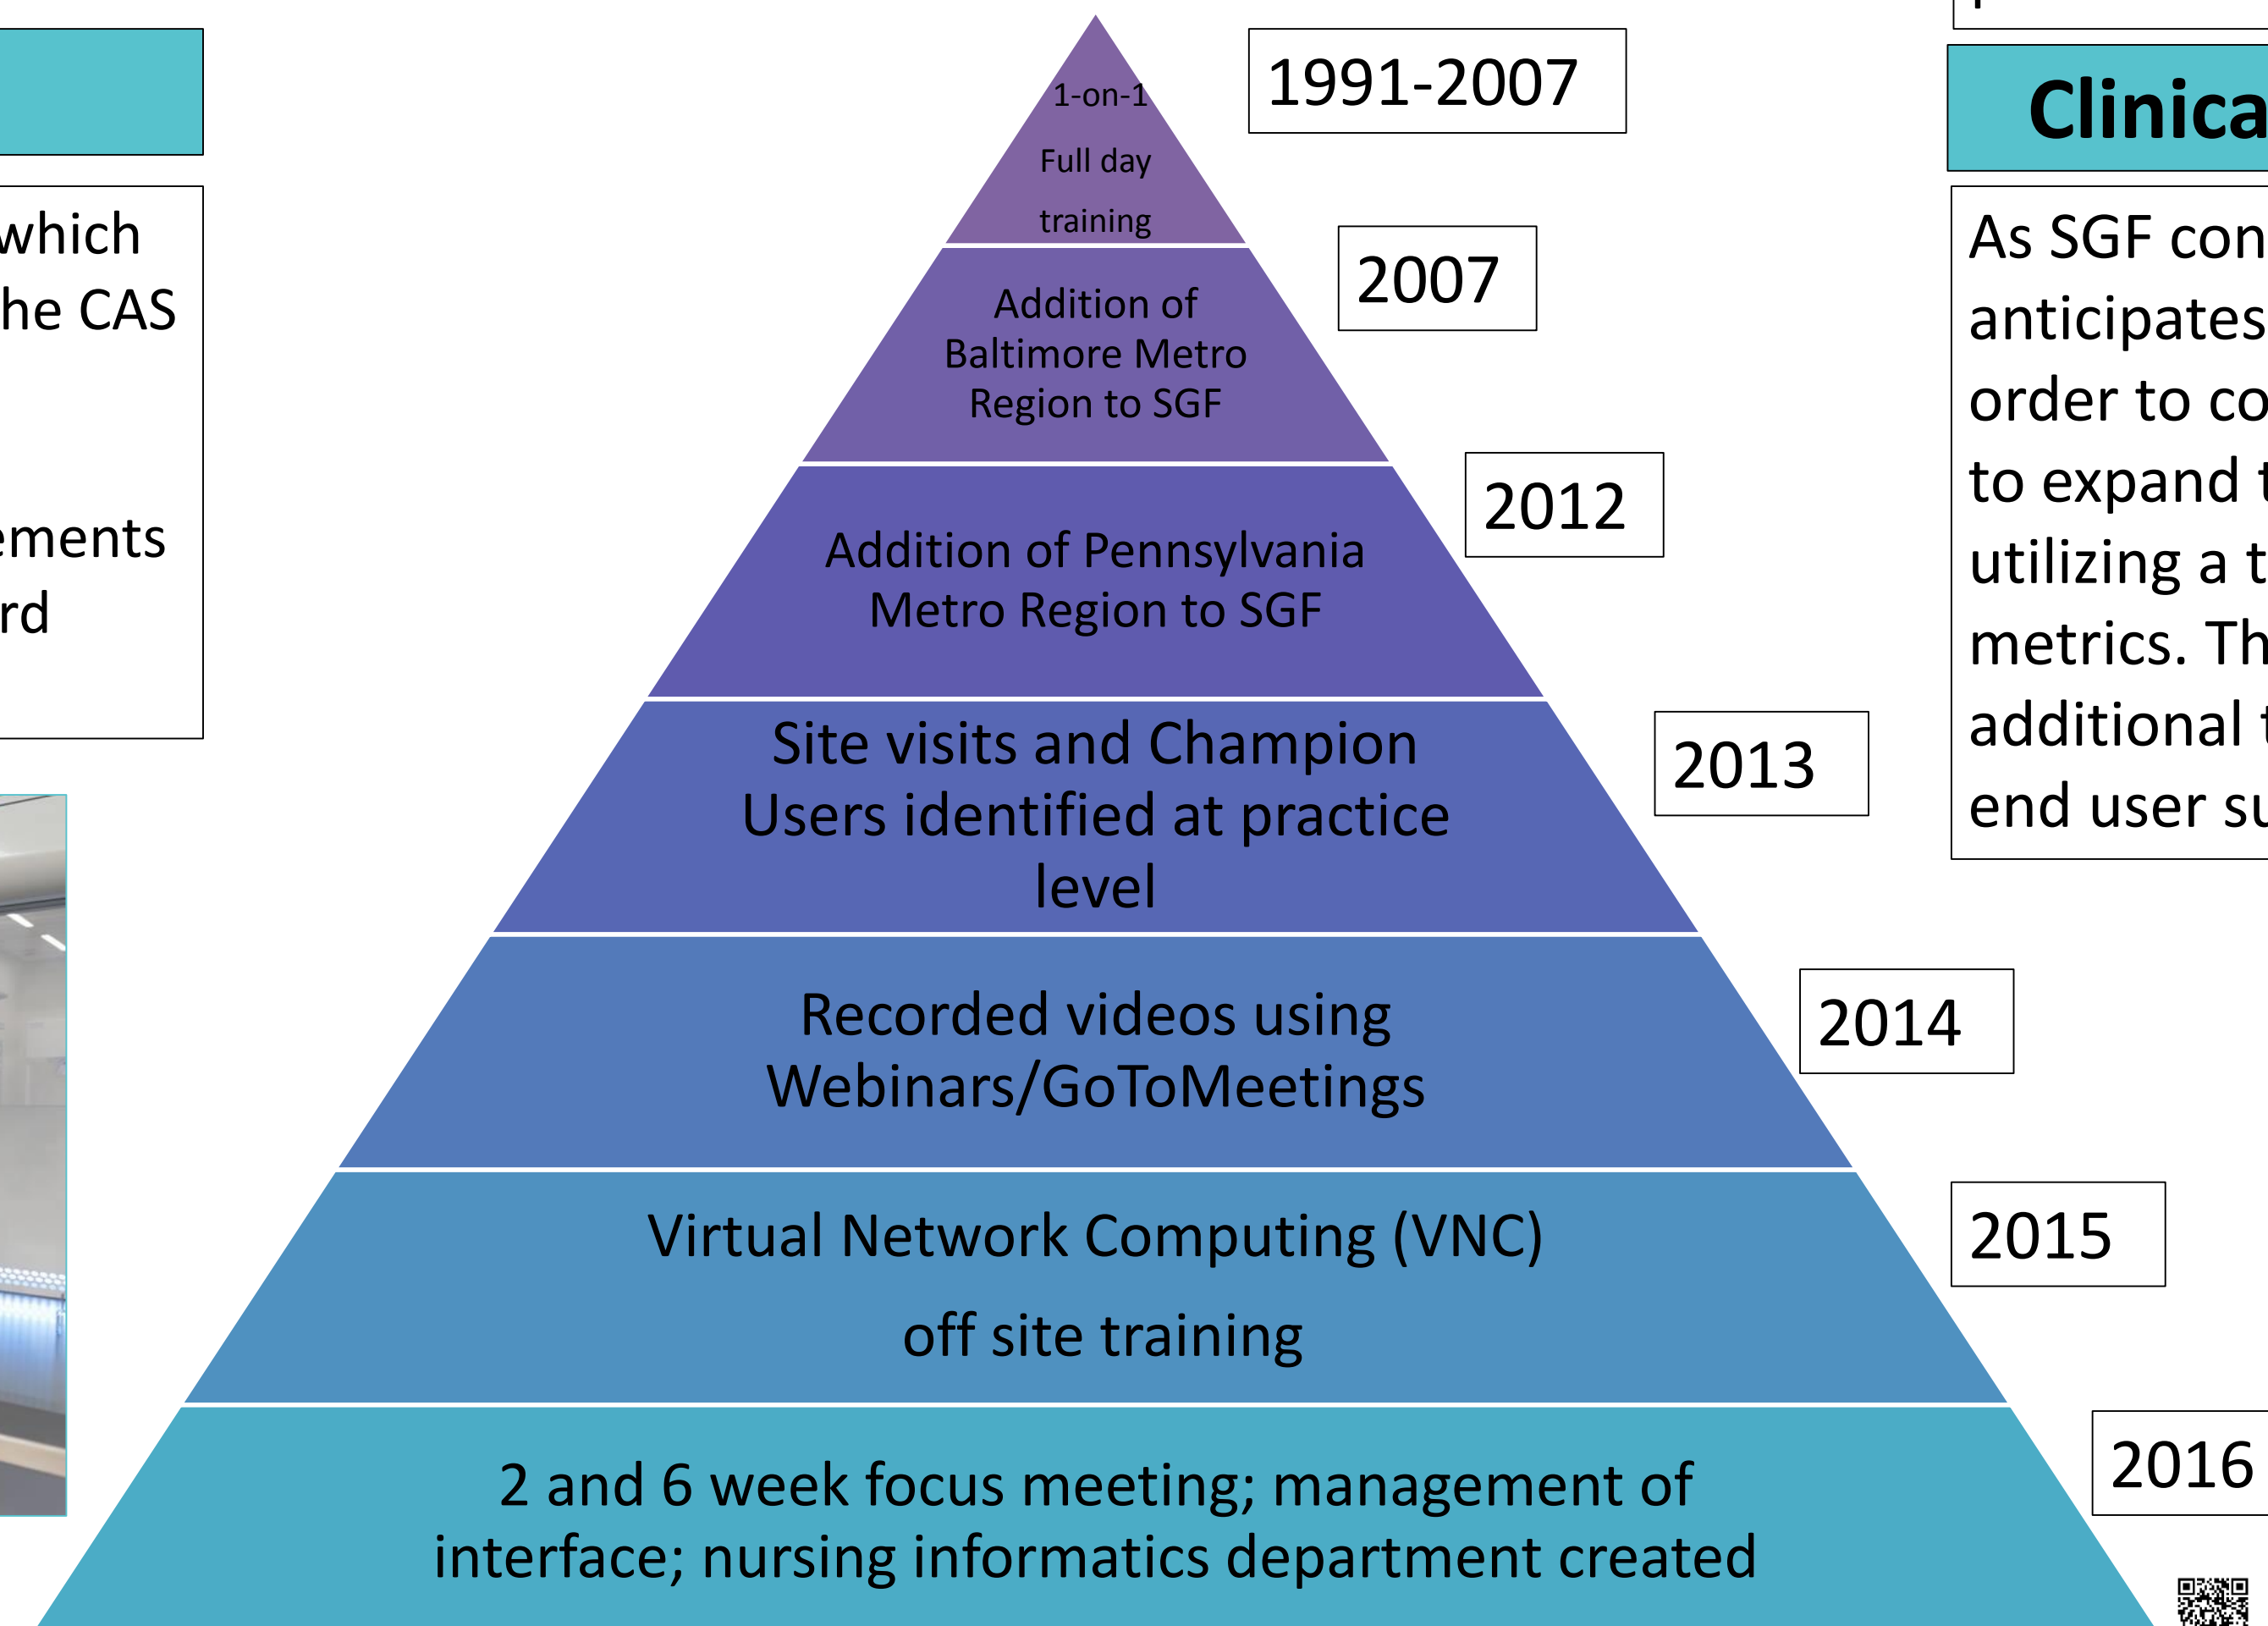 which
he CAS
ements
rd
1-on-1
Full day
training
1991-2007
Addition of
Baltimore Metro
Region to SGF
2007
Addition of Pennsylvania
Metro Region to SGF
2012
Site visits and Champion
Users identified at practice
level
2013
Recorded videos using
Webinars/GoToMeetings
2014
Virtual Network Computing (VNC)
off site training
2015
2 and 6 week focus meeting; management of
interface; nursing informatics department created
2016
Clinica
As SGF con
anticipates
order to co
to expand t
utilizing a t
metrics. Th
additional t
end user su